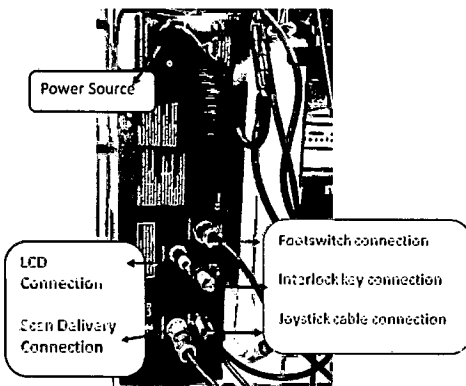 Power Source
Footswitch connection
Interlock key connection
Joystick cable connection
LCD
Connection
Scan Delivery
Connection